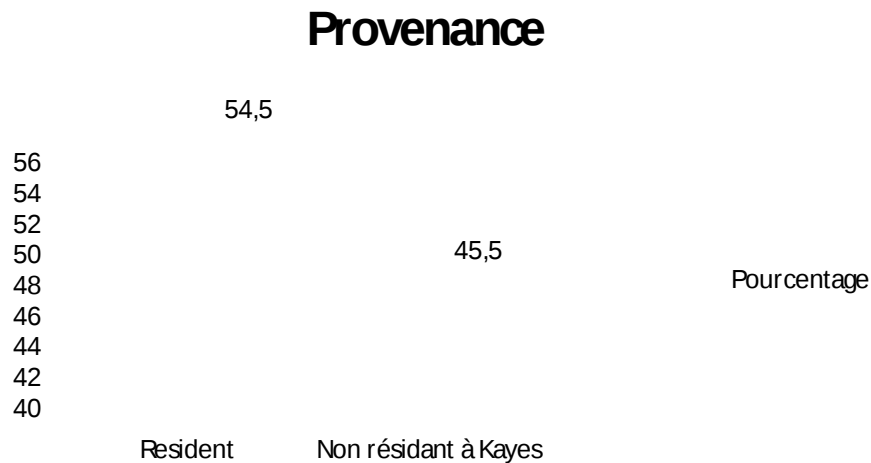 Provenance
54,5
56
54
52
50
45,5
48
Pourcentage
46
44
42
40
Resident
Non résidant à Kayes